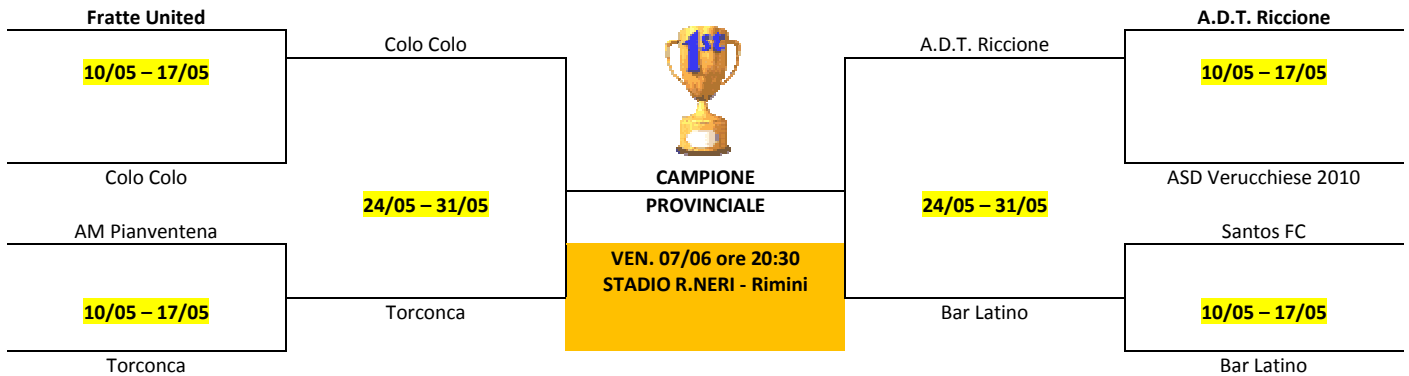 Fratte United
A.D.T. Riccione
Colo Colo
1st
A.D.T. Riccione
10/05 – 17/05
10/05 – 17/05
Colo Colo
CAMPIONE
ASD Verucchiese 2010
24/05 – 31/05
PROVINCIALE
24/05 – 31/05
AM Pianventena
Santos FC
VEN. 07/06 ore 20:30
STADIO R.NERI - Rimini
10/05 – 17/05
Torconca
Bar Latino
10/05 – 17/05
Torconca
Bar Latino